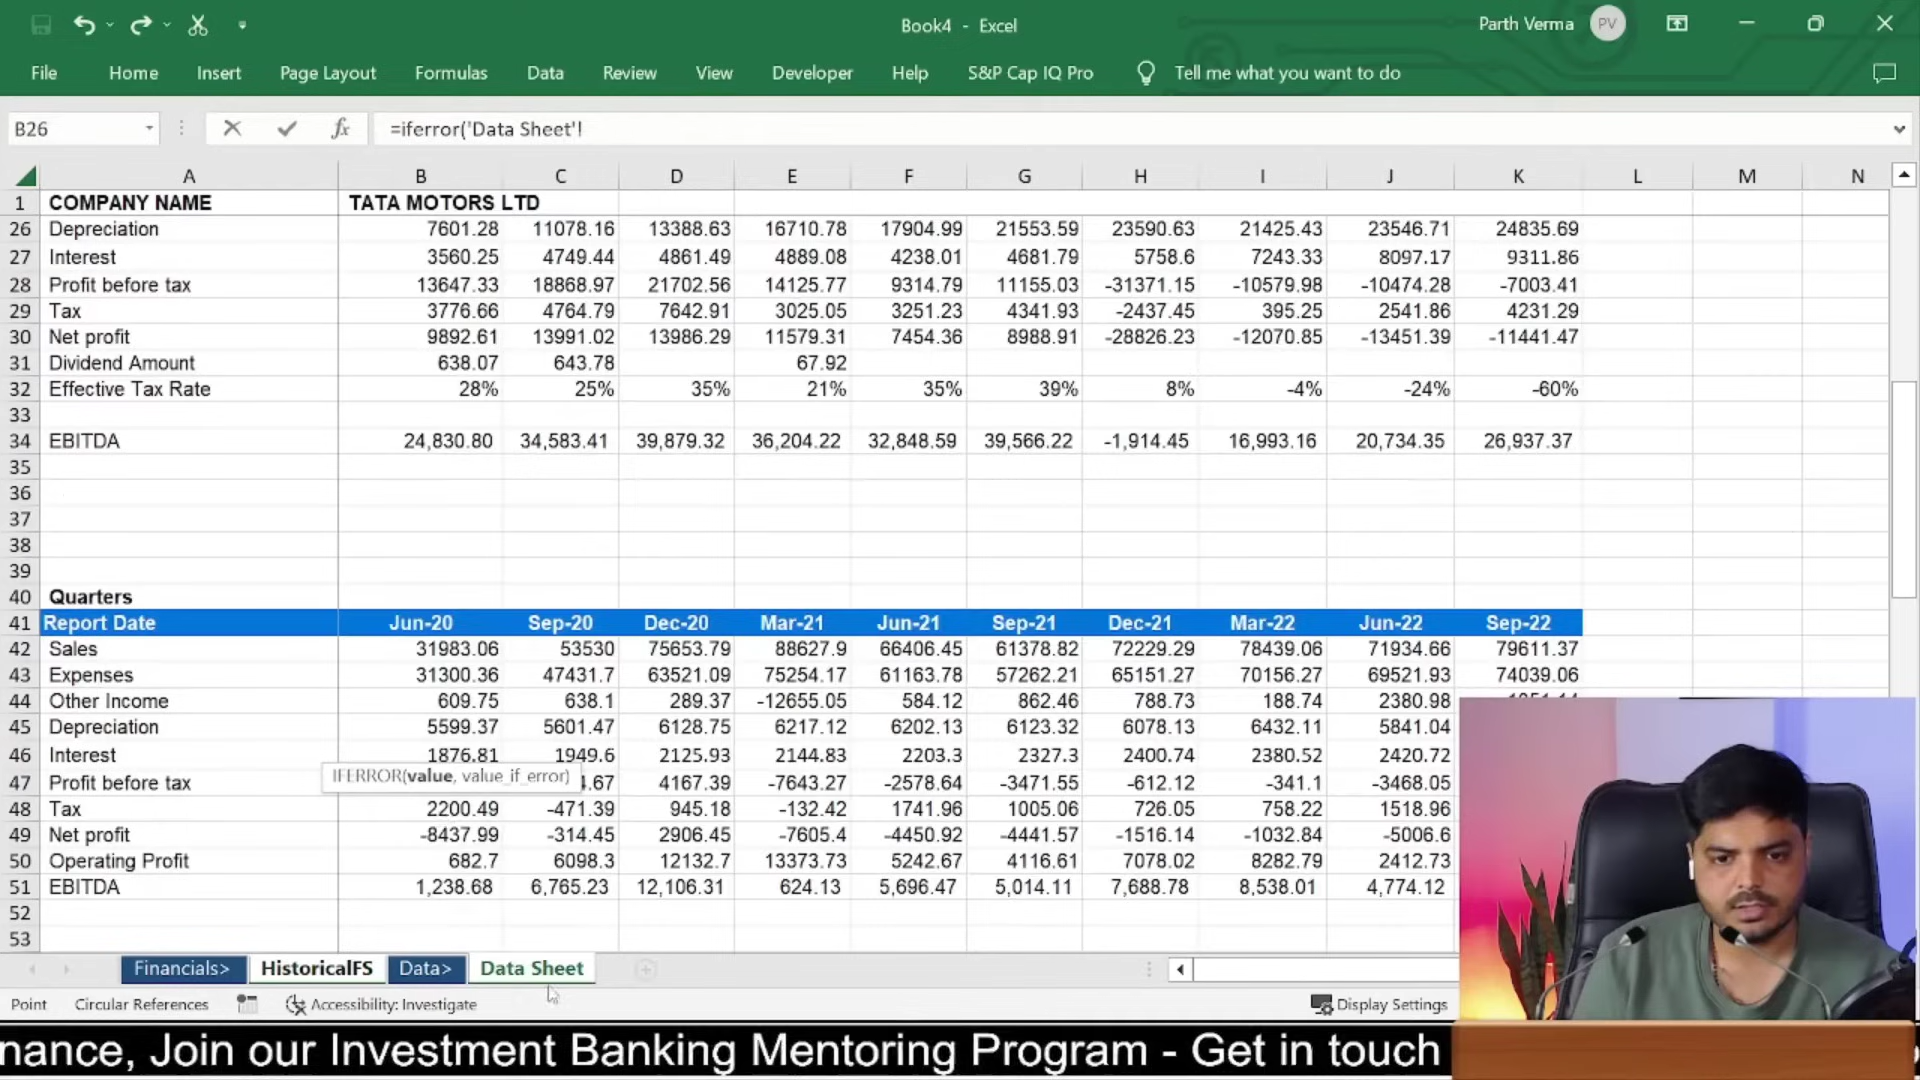 Book4 - Excel
Parth Verma PV
File Home Insert Page Layout Formulas Data Review View Developer Help S&P Cap IQ Pro Tell me what you want to do
B26 fx =iferror('Data Sheet'!
A B C D E F G H I J K L M N
1 COMPANY NAME TATA MOTORS LTD
26 Depreciation 7601.28 11078.16 13388.63 16710.78 17904.99 21553.59 23590.63 21425.43 23546.71 24835.69
27 Interest 3560.25 4749.44 4861.49 4889.08 4238.01 4681.79 5758.6 7243.33 8097.17 9311.86
28 Profit before tax 13647.33 18868.97 21702.56 14125.77 9314.79 11155.03 -31371.15 -10579.98 -10474.28 -7003.41
29 Tax 3776.66 4764.79 7642.91 3025.05 3251.23 4341.93 -2437.45 395.25 2541.86 4231.29
30 Net profit 9892.61 13991.02 13986.29 11579.31 7454.36 8988.91 -28826.23 -12070.85 -13451.39 -11441.47
31 Dividend Amount 638.07 643.78 67.92
32 Effective Tax Rate 28% 25% 35% 21% 35% 39% 8% -4% -24% -60%
33
34 EBITDA 24,830.80 34,583.41 39,879.32 36,204.22 32,848.59 39,566.22 -1,914.45 16,993.16 20,734.35 26,937.37
35
36
37
38
39
40 Quarters
41 Report Date Jun-20 Sep-20 Dec-20 Mar-21 Jun-21 Sep-21 Dec-21 Mar-22 Jun-22 Sep-22
42 Sales 31983.06 53530 75653.79 88627.9 66406.45 61378.82 72229.29 78439.06 71934.66 79611.37
43 Expenses 31300.36 47431.7 63521.09 75254.17 61163.78 57262.21 65151.27 70156.27 69521.93 74039.06
44 Other Income 609.75 638.1 289.37 -12655.05 584.12 862.46 788.73 188.74 2380.98
45 Depreciation 5599.37 5601.47 6128.75 6217.12 6202.13 6123.32 6078.13 6432.11 5841.04
46 Interest 1876.81 1949.6 2125.93 2144.83 2203.3 2327.3 2400.74 2380.52 2420.72
IFERROR(value, value_if_error)
47 Profit before tax 4.67 4167.39 -7643.27 -2578.64 -3471.55 -612.12 -341.1 -3468.05
48 Tax 2200.49 -471.39 945.18 -132.42 1741.96 1005.06 726.05 758.22 1518.96
49 Net profit -8437.99 -314.45 2906.45 -7605.4 -4450.92 -4441.57 -1516.14 -1032.84 -5006.6
50 Operating Profit 682.7 6098.3 12132.7 13373.73 5242.67 4116.61 7078.02 8282.79 2412.73
51 EBITDA 1,238.68 6,765.23 12,106.31 624.13 5,696.47 5,014.11 7,688.78 8,538.01 4,774.12
52
53
Financials> HistoricalFS Data> Data Sheet
Point Circular References Accessibility: Investigate Display Settings
nance, Join our Investment Banking Mentoring Program - Get in touch